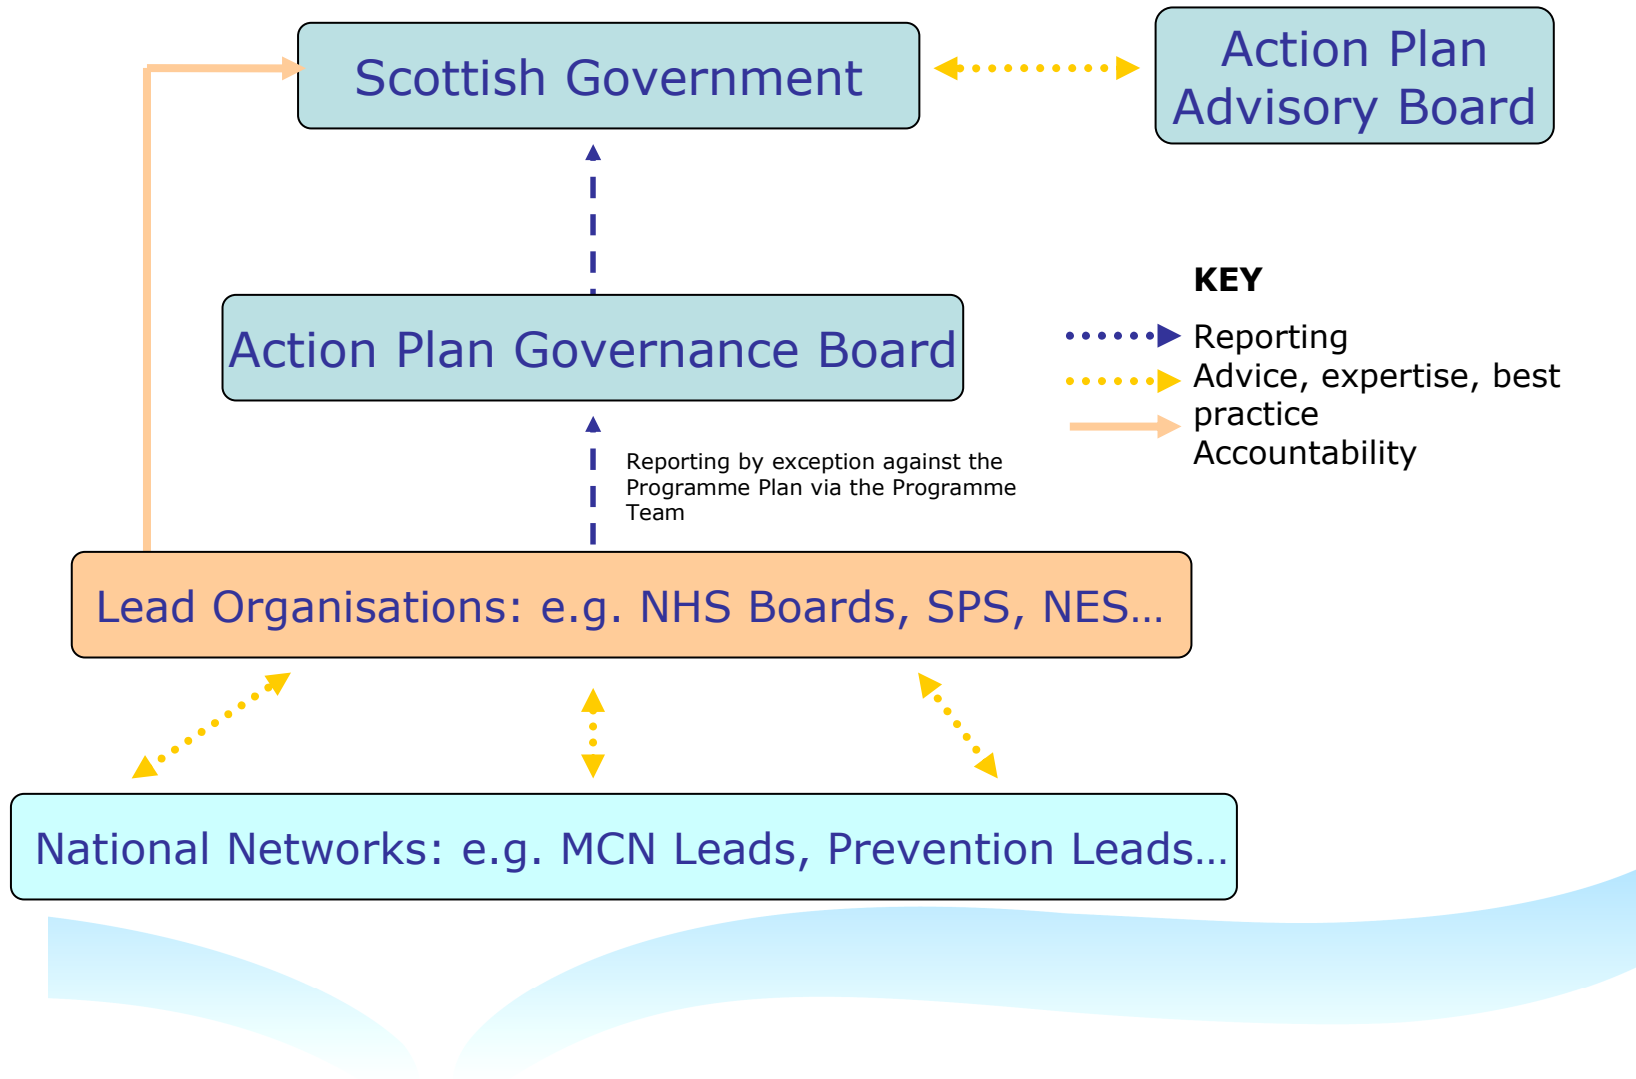 Scottish Government
Action Plan
Advisory Board
KEY
Reporting
Advice, expertise, best
practice
Accountability
Action Plan Governance Board
Reporting by exception against the
Programme Plan via the Programme
Team
Lead Organisations: e.g. NHS Boards, SPS, NES…
National Networks: e.g. MCN Leads, Prevention Leads…